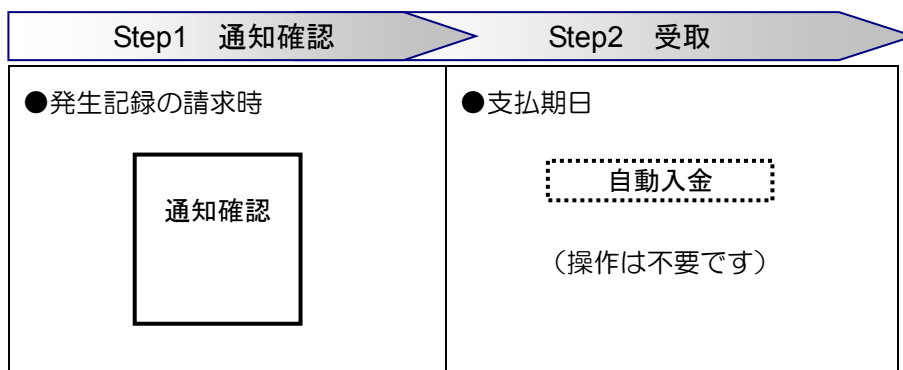 Step1　通知確認
Step2　受取
●発生記録の請求時
通知確認
●支払期日
自動入金
（操作は不要です）